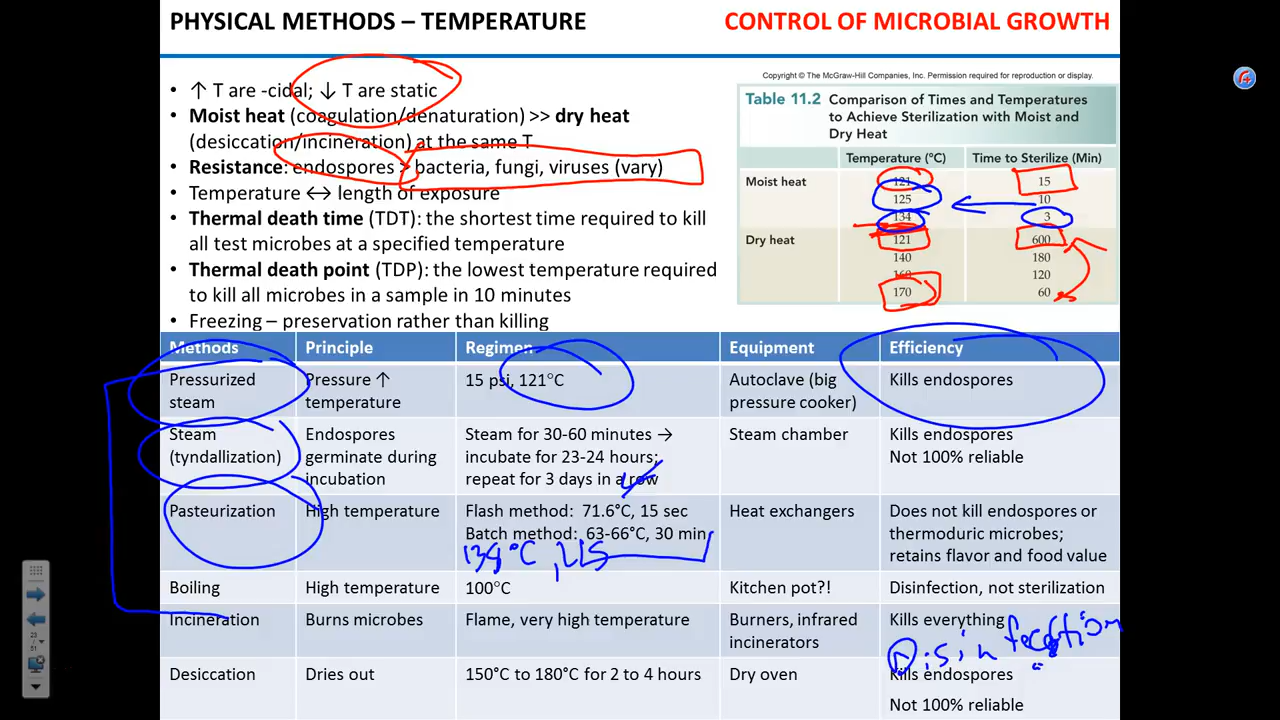 PHYSICAL METHODS – TEMPERATURE
CONTROL OF MICROBIAL GROWTH
• ↑ T are -cidal; ↓ T are static
• Moist heat (coagulation/denaturation) >> dry heat
(desiccation/incineration) at the same T
• Resistance: endospores > bacteria, fungi, viruses (vary)
• Temperature ↔ length of exposure
• Thermal death time (TDT): the shortest time required to kill
all test microbes at a specified temperature
• Thermal death point (TDP): the lowest temperature required
to kill all microbes in a sample in 10 minutes
• Freezing – preservation rather than killing
Copyright © The McGraw-Hill Companies, Inc. Permission required for reproduction or display.
Table 11.2 Comparison of Times and Temperatures
to Achieve Sterilization with Moist and
Dry Heat
Temperature (°C) Time to Sterilize (Min)
Moist heat 121 15
125 10
134 3
Dry heat 121 600
140 180
160 120
170 60
Methods Principle Regimen Equipment Efficiency
Pressurized Pressure ↑ 15 psi, 121°C Autoclave (big Kills endospores
steam temperature pressure cooker)
Steam Endospores Steam for 30-60 minutes → Steam chamber Kills endospores
(tyndallization) germinate during incubate for 23-24 hours; Not 100% reliable
incubation repeat for 3 days in a row
Pasteurization High temperature Flash method: 71.6°C, 15 sec Heat exchangers Does not kill endospores or
Batch method: 63-66°C, 30 min thermoduric microbes;
retains flavor and food value
Boiling High temperature 100°C Kitchen pot?! Disinfection, not sterilization
Incineration Burns microbes Flame, very high temperature Burners, infrared Kills everything
incinerators
Disinfection
Desiccation Dries out 150°C to 180°C for 2 to 4 hours Dry oven Kills endospores
Not 100% reliable
23
51